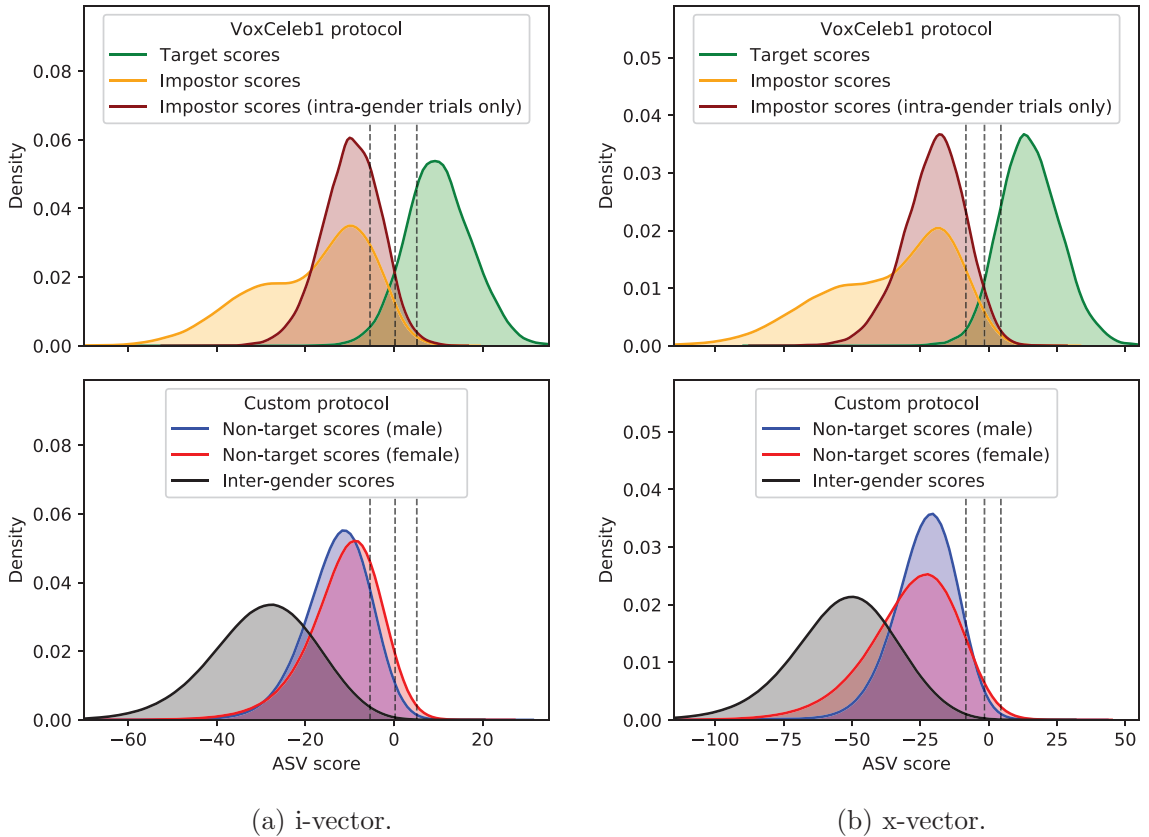 VoxCeleb1 protocol
Target scores
Impostor scores
Impostor scores (intra-gender trials only)
Density
0.08
0.06
0.04
0.02
0.00
VoxCeleb1 protocol
Target scores
Impostor scores
Impostor scores (intra-gender trials only)
Density
0.05
0.04
0.03
0.02
0.01
0.00
Custom protocol
Non-target scores (male)
Non-target scores (female)
Inter-gender scores
Density
0.08
0.06
0.04
0.02
0.00
−60 −40 −20 0 20
ASV score
Custom protocol
Non-target scores (male)
Non-target scores (female)
Inter-gender scores
Density
0.05
0.04
0.03
0.02
0.01
0.00
−100 −75 −50 −25 0 25 50
ASV score
(a) i-vector.
(b) x-vector.